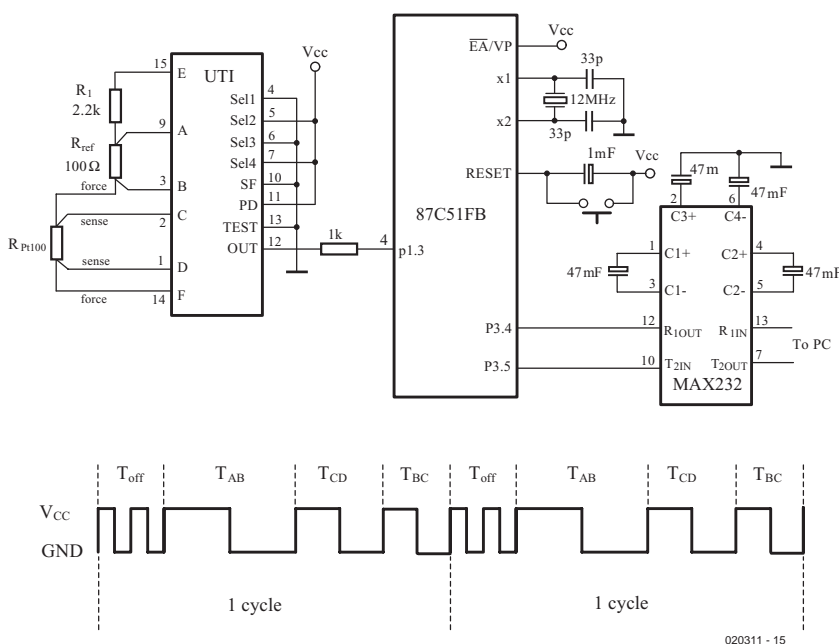 15 E
UTI
R1
2.2k
9 A
Rref
100Ω
force
3 B
C
sense
2
RPt100
sense
1 D
force
14 F
Sel1 4
Sel2 5
Sel3 6
Sel4 7
SF 10
PD 11
TEST 13
OUT 12
Vcc
1k
4 p1.3
87C51FB
EA/VP
Vcc
x1
33p
12MHz
x2
33p
RESET
1mF
Vcc
P3.4
P3.5
47m
47mF
2
6
C3+
C4-
1 C1+
C2+ 4
47mF
47mF
3 C1-
C2- 5
12 R1OUT
R1IN 13
To PC
10 T2IN
T2OUT 7
MAX232
Toff TAB TCD TBC Toff TAB TCD TBC
VCC
GND
1 cycle 1 cycle
020311 - 15